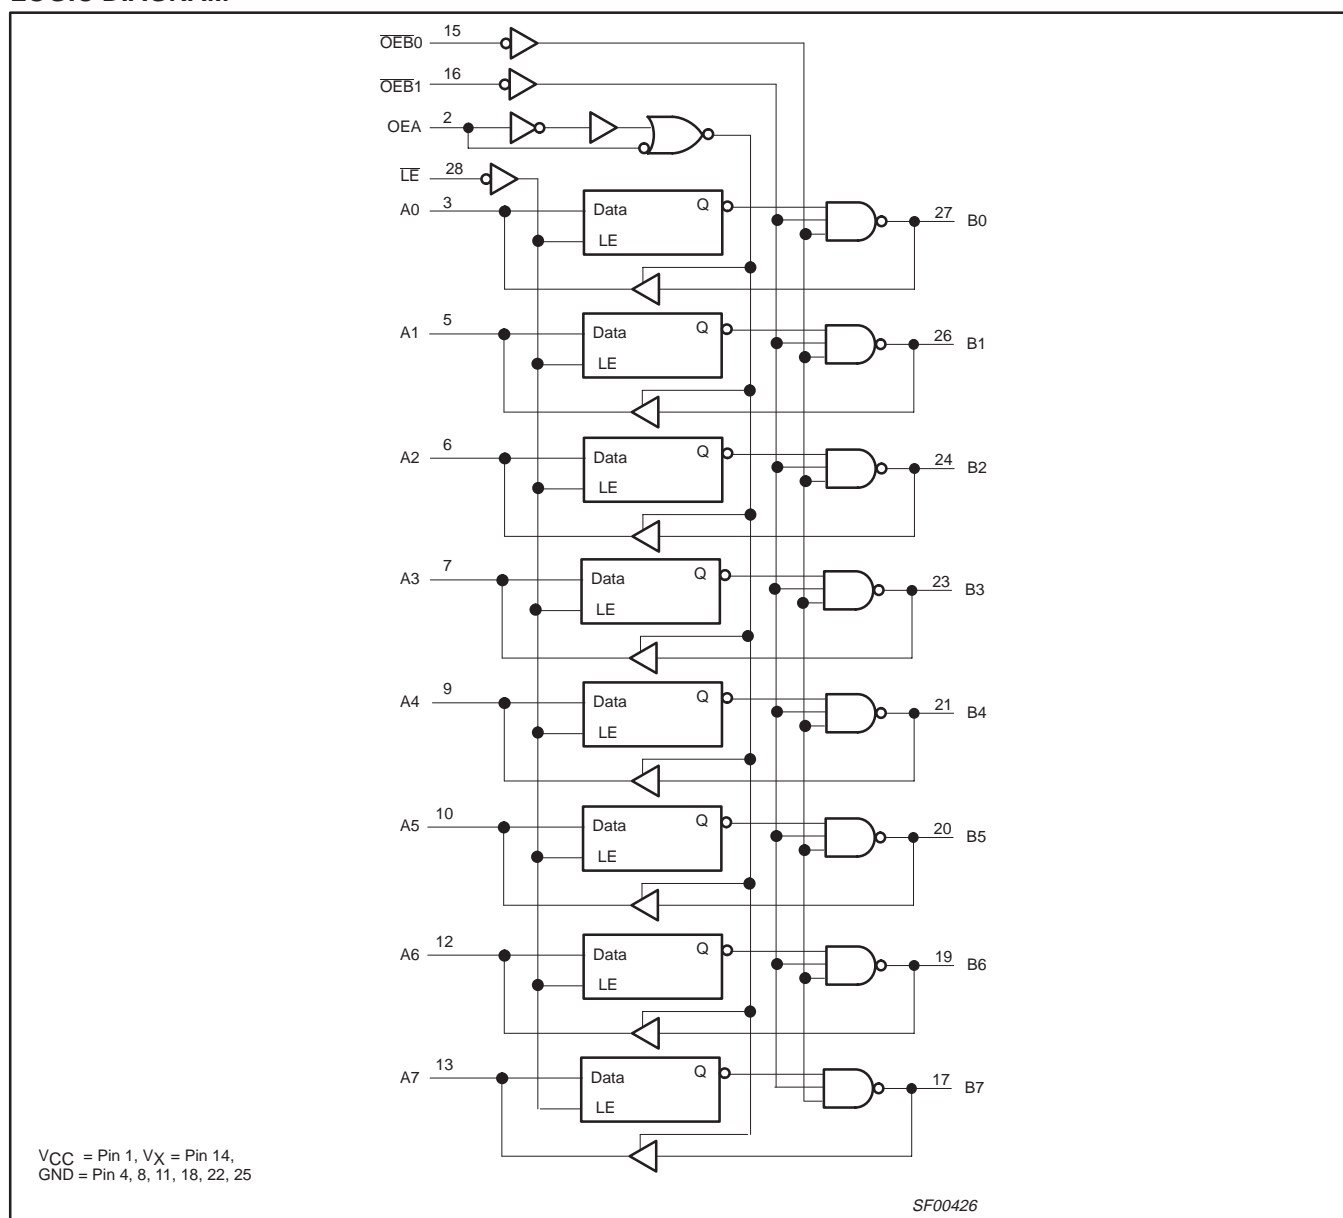 OEB0 15
OEB1 16
OEA 2
LE 28
A0 3 Data Q LE 27 B0
A1 5 Data Q LE 26 B1
A2 6 Data Q LE 24 B2
A3 7 Data Q LE 23 B3
A4 9 Data Q LE 21 B4
A5 10 Data Q LE 20 B5
A6 12 Data Q LE 19 B6
A7 13 Data Q LE 17 B7
VCC = Pin 1, VX = Pin 14,
GND = Pin 4, 8, 11, 18, 22, 25
SF00426